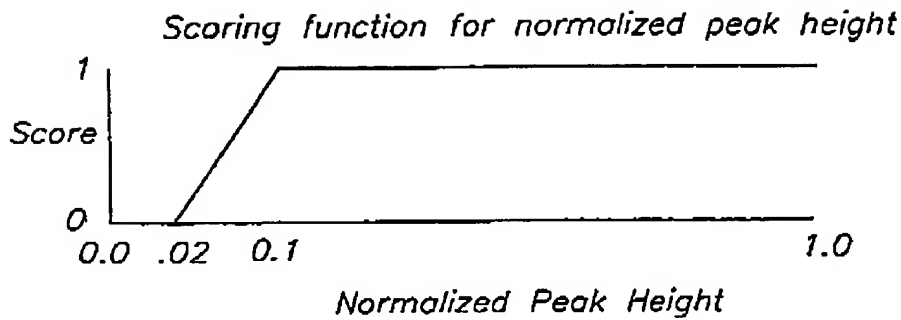 Scoring function for normalized peak height
1
Score
0
0.0 .02 0.1 1.0
Normalized Peak Height